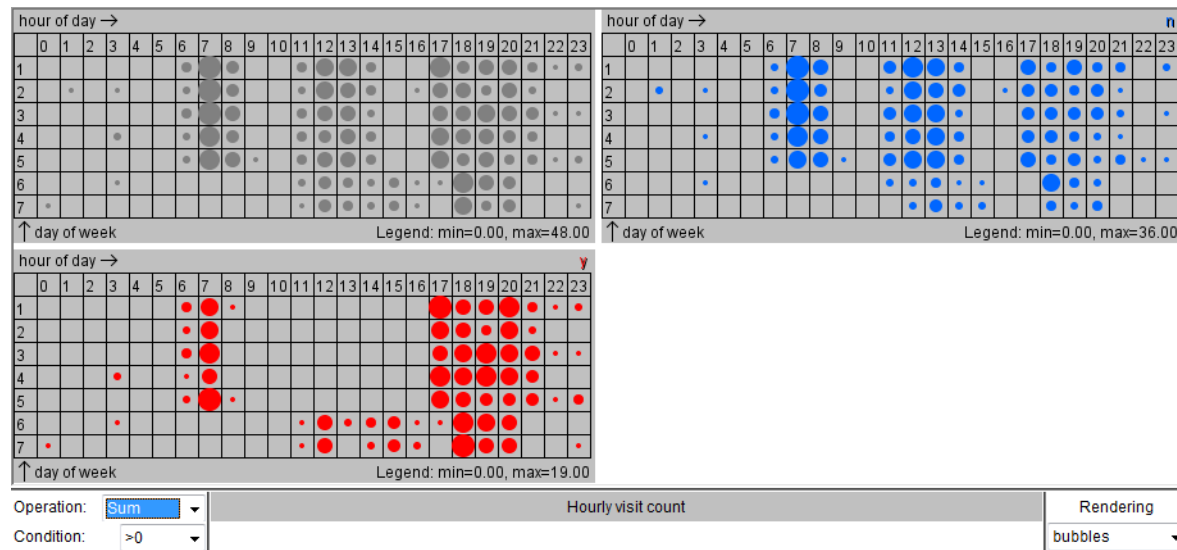 hour of day →
0 1 2 3 4 5 6 7 8 9 10 11 12 13 14 15 16 17 18 19 20 21 22 23
1
2
3
4
5
6
7
↑ day of week Legend: min=0.00, max=48.00
hour of day → n
0 1 2 3 4 5 6 7 8 9 10 11 12 13 14 15 16 17 18 19 20 21 22 23
1
2
3
4
5
6
7
↑ day of week Legend: min=0.00, max=36.00
hour of day → y
0 1 2 3 4 5 6 7 8 9 10 11 12 13 14 15 16 17 18 19 20 21 22 23
1
2
3
4
5
6
7
↑ day of week Legend: min=0.00, max=19.00
Operation: Sum Hourly visit count Rendering
Condition: >0 bubbles